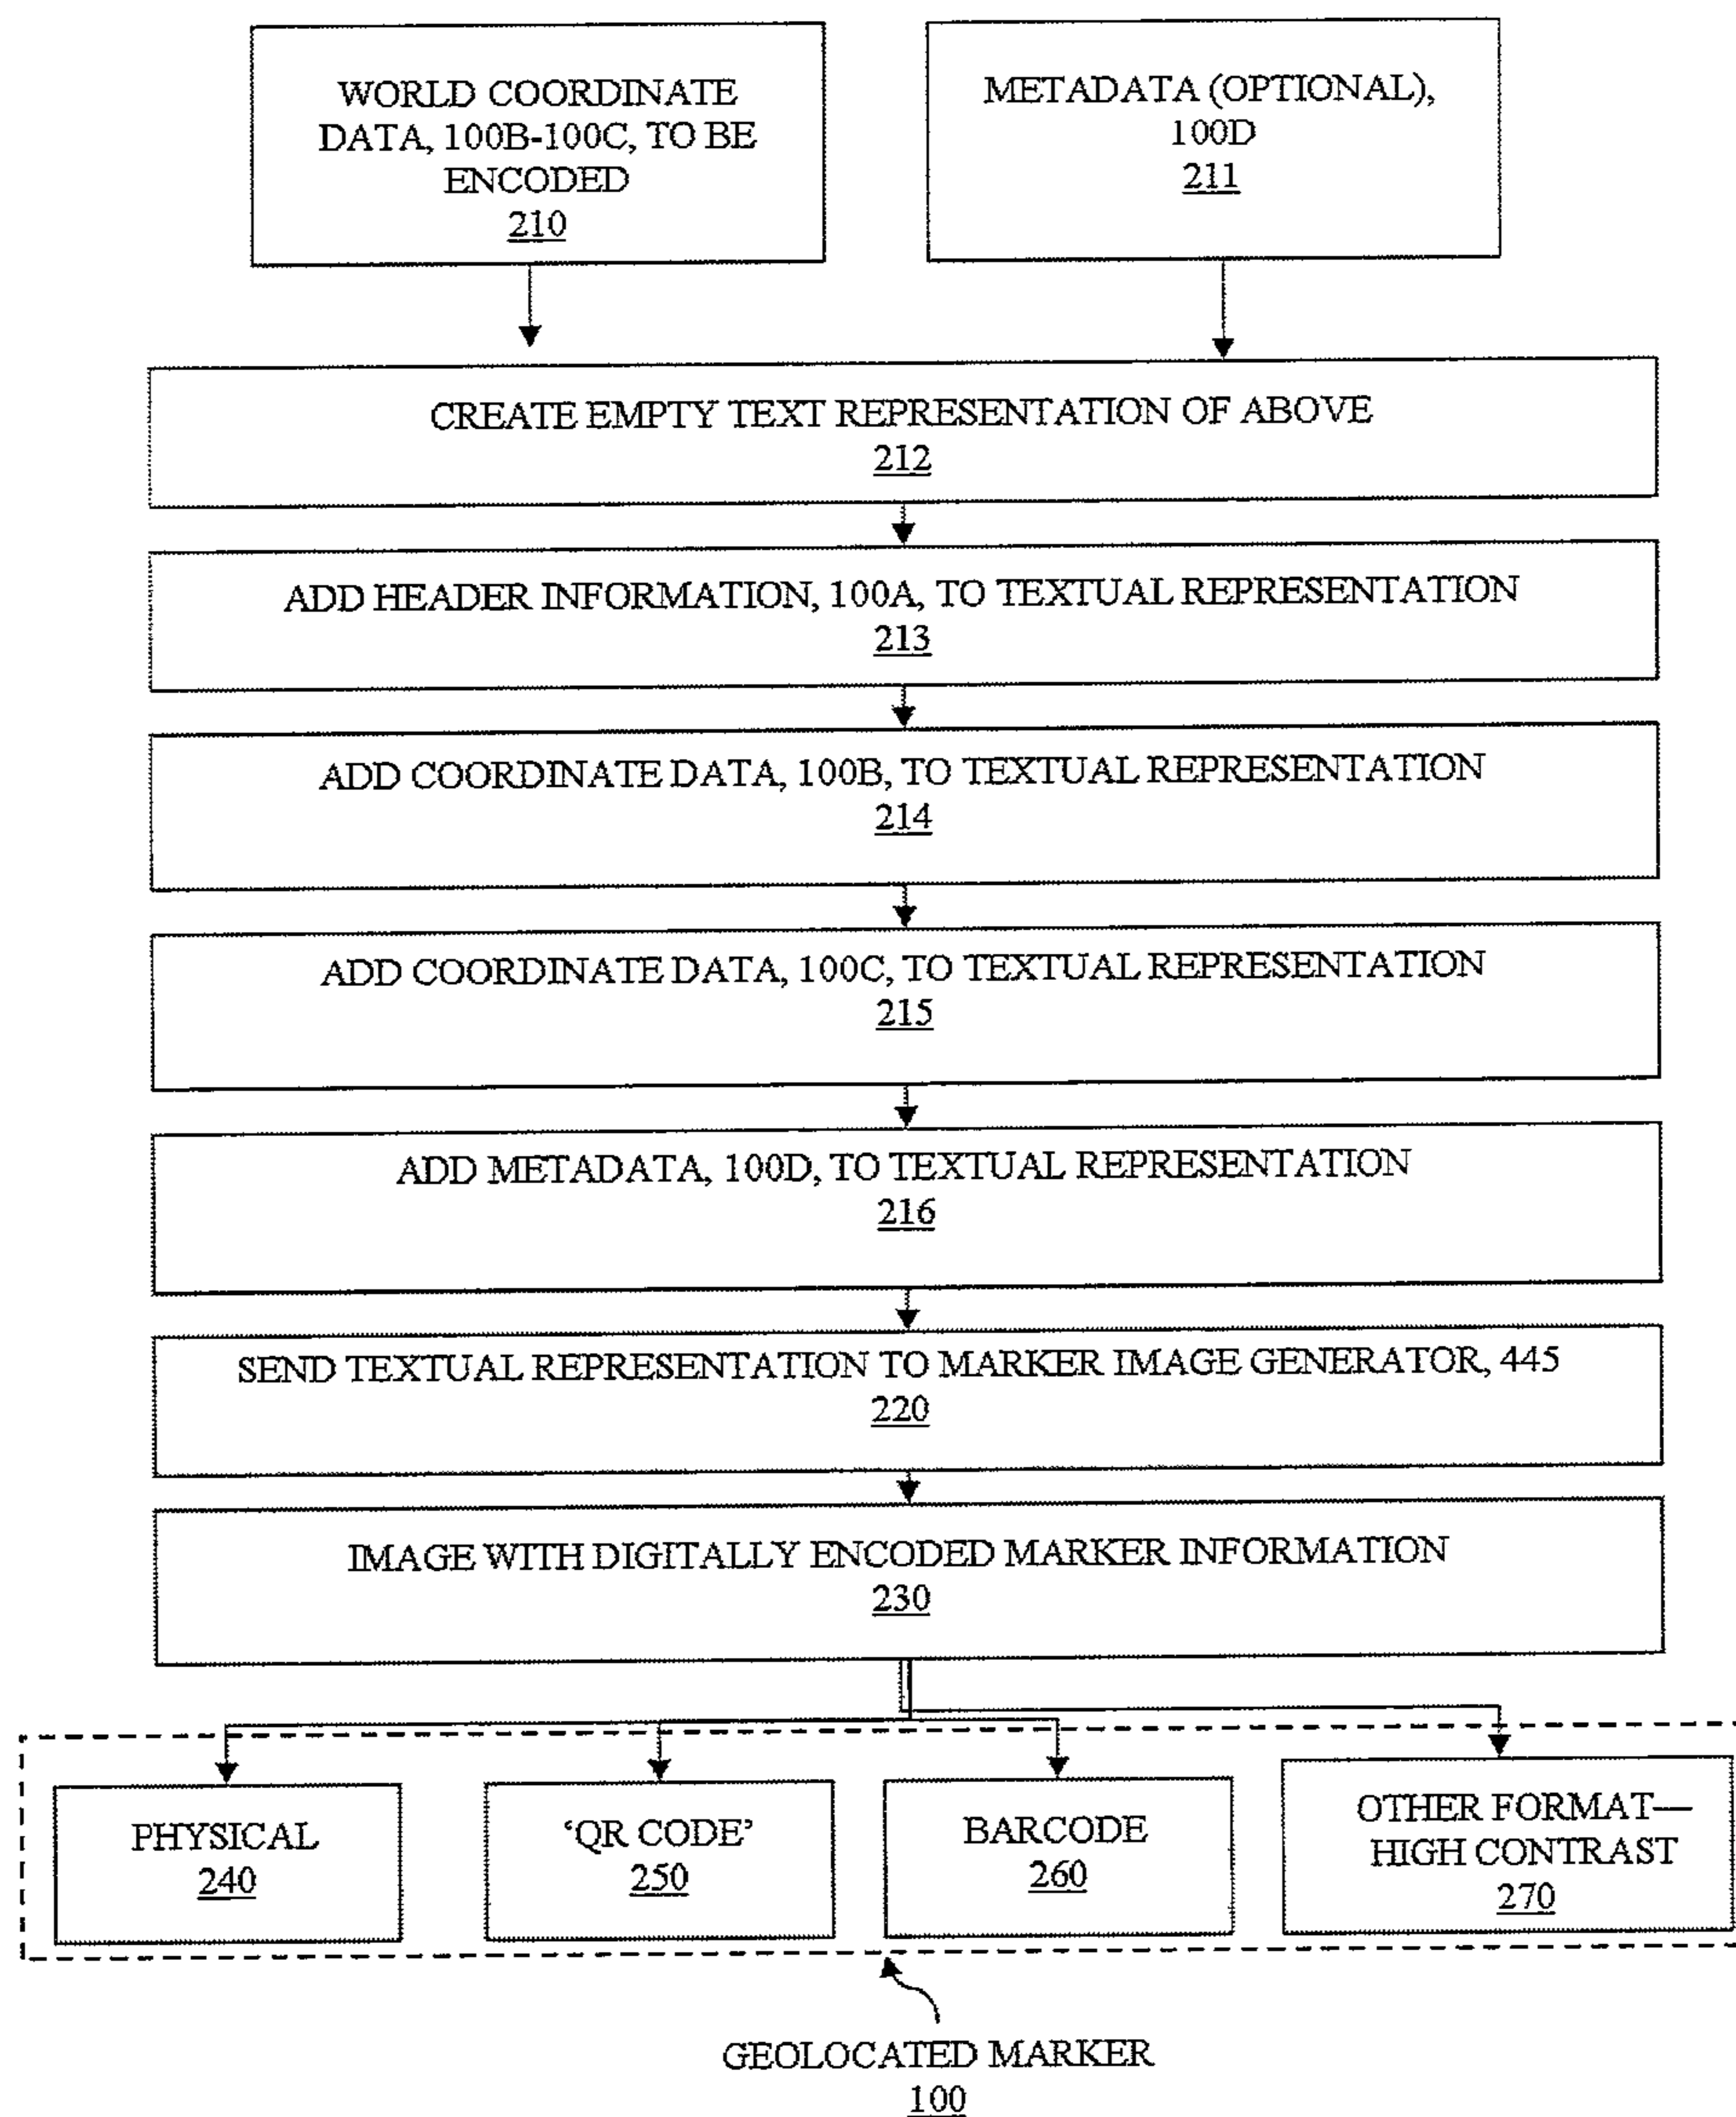 WORLD COORDINATE
DATA, 100B-100C, TO BE
ENCODED
210
METADATA (OPTIONAL),
100D
211
CREATE EMPTY TEXT REPRESENTATION OF ABOVE
212
ADD HEADER INFORMATION, 100A, TO TEXTUAL REPRESENTATION
213
ADD COORDINATE DATA, 100B, TO TEXTUAL REPRESENTATION
214
ADD COORDINATE DATA, 100C, TO TEXTUAL REPRESENTATION
215
ADD METADATA, 100D, TO TEXTUAL REPRESENTATION
216
SEND TEXTUAL REPRESENTATION TO MARKER IMAGE GENERATOR, 445
220
IMAGE WITH DIGITALLY ENCODED MARKER INFORMATION
230
PHYSICAL
240
‘QR CODE’
250
BARCODE
260
OTHER FORMAT—
HIGH CONTRAST
270
GEOLOCATED MARKER
100